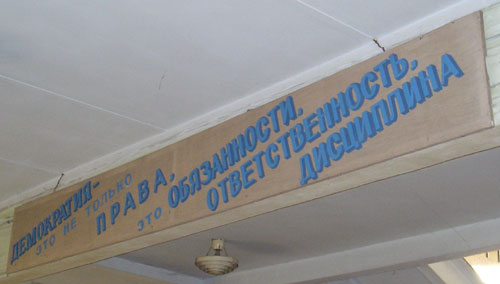 ДЕМОКРАТИЯ-
ЭТО НЕ ТОЛЬКО
ПРАВА,
ЭТО ОБЯЗАННОСТИ,
ОТВЕТСТВЕННОСТЬ,
ДИСЦИПЛИНА